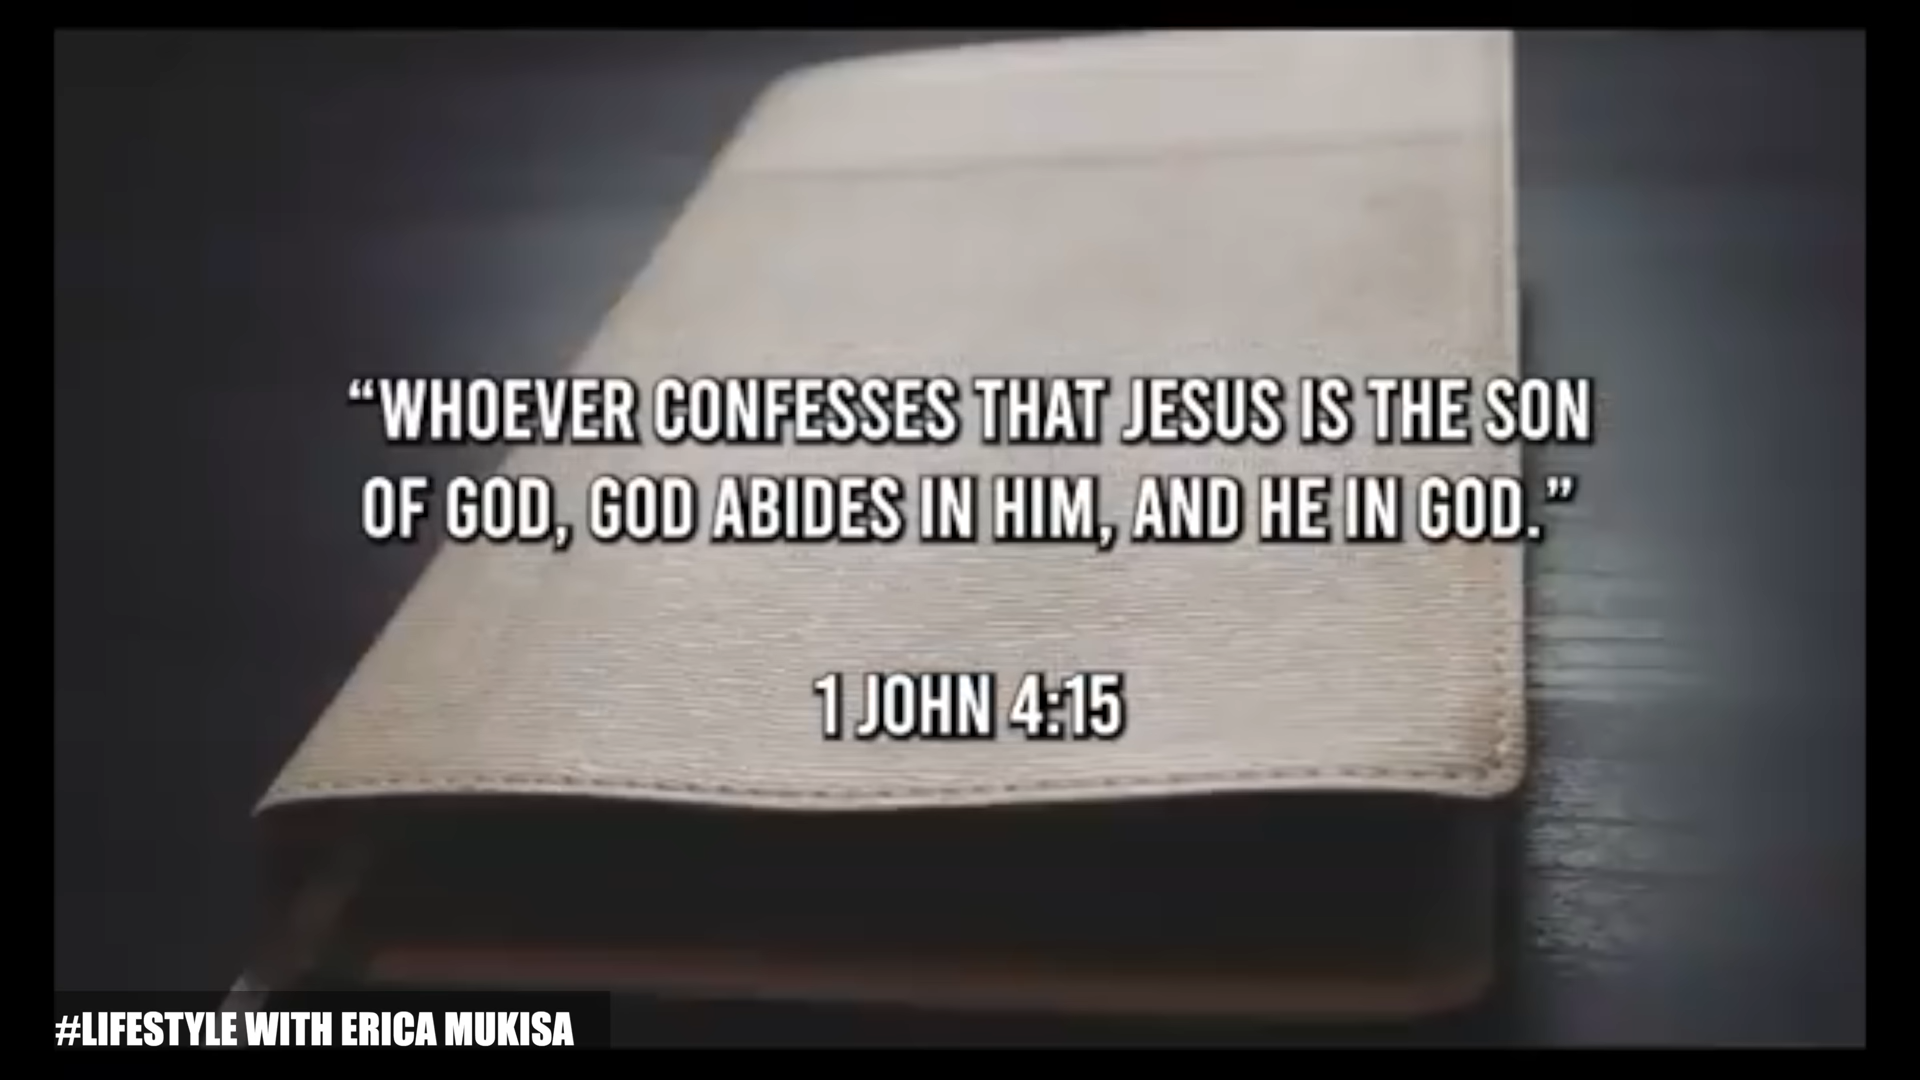 “WHOEVER CONFESSES THAT JESUS IS THE SON
OF GOD, GOD ABIDES IN HIM, AND HE IN GOD.”
1 JOHN 4:15
#LIFESTYLE WITH ERICA MUKISA